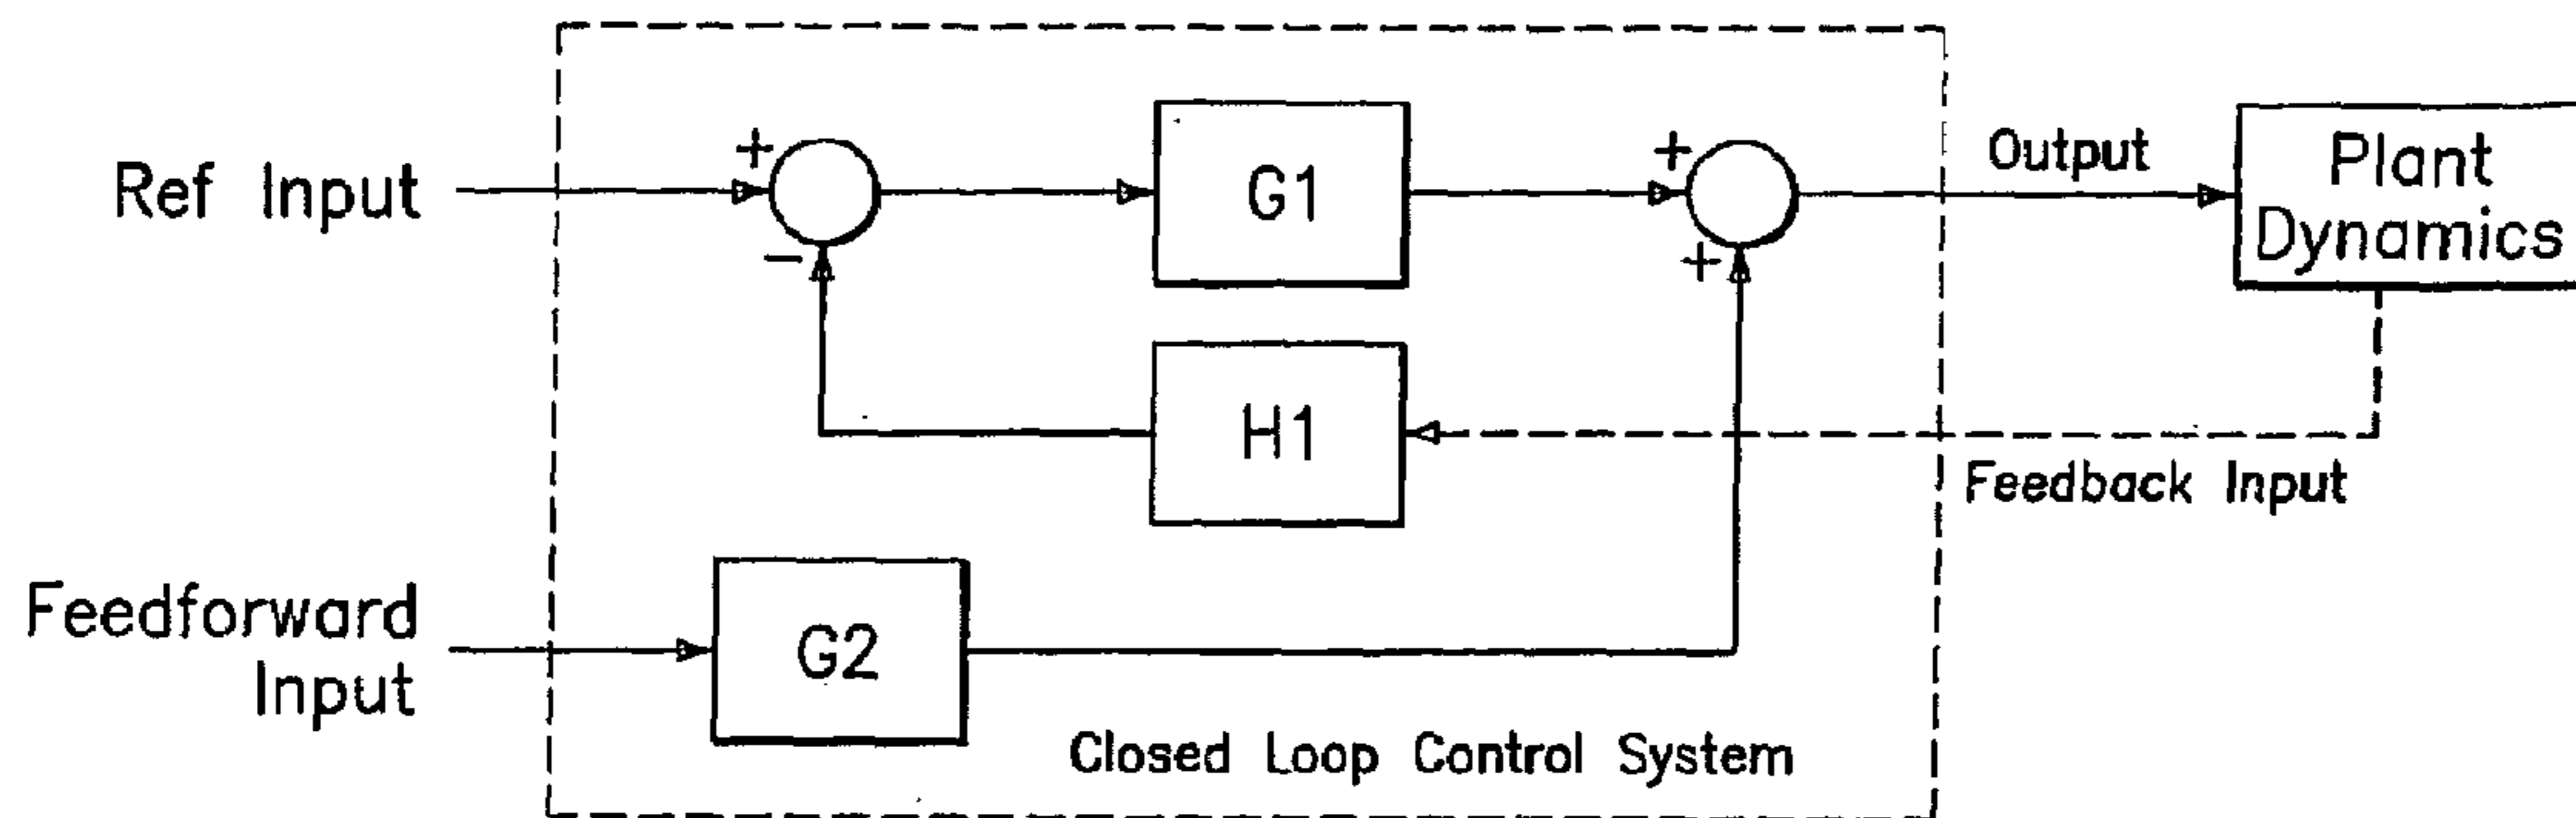 Ref Input
+
-
G1
+
+
Output
Plant
Dynamics
H1
Feedback Input
Feedforward
Input
G2
Closed Loop Control System